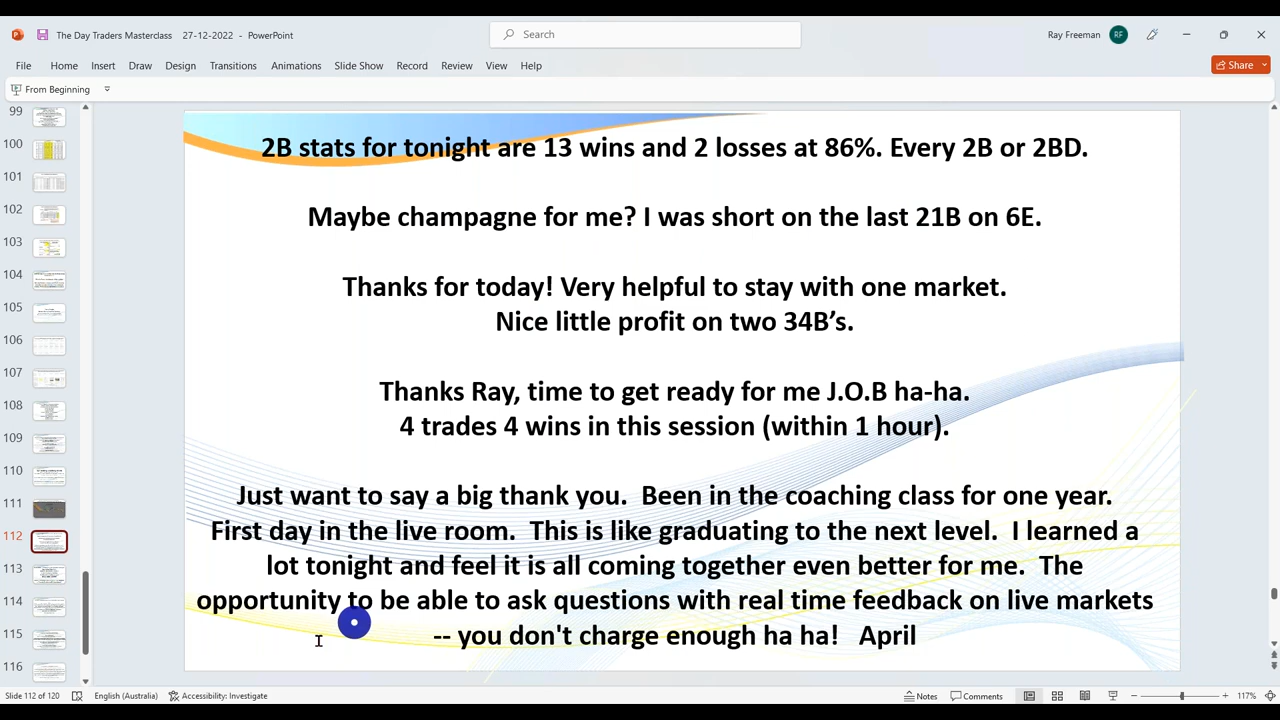 The Day Traders Masterclass 27-12-2022 - PowerPoint
Search
Ray Freeman RF
File Home Insert Draw Design Transitions Animations Slide Show Record Review View Help
Share
From Beginning
99
100
101
102
103
104
105
106
107
108
109
110
111
112
113
114
115
116
2B stats for tonight are 13 wins and 2 losses at 86%. Every 2B or 2BD.
Maybe champagne for me? I was short on the last 21B on 6E.
Thanks for today! Very helpful to stay with one market.
Nice little profit on two 34B’s.
Thanks Ray, time to get ready for me J.O.B ha-ha.
4 trades 4 wins in this session (within 1 hour).
Just want to say a big thank you. Been in the coaching class for one year.
First day in the live room. This is like graduating to the next level. I learned a
lot tonight and feel it is all coming together even better for me. The
opportunity to be able to ask questions with real time feedback on live markets
-- you don't charge enough ha ha! April
Slide 112 of 120 English (Australia) Accessibility: Investigate Notes Comments 117%